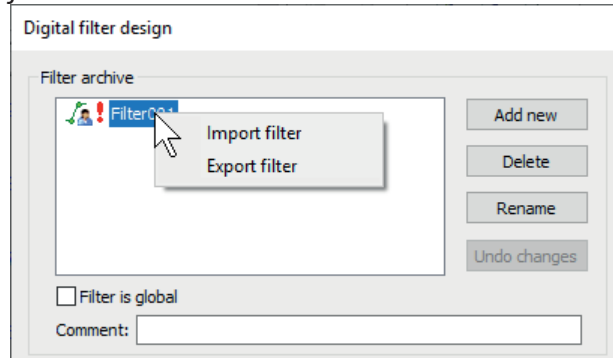 Digital filter design
Filter archive
Filter001
Import filter
Export filter
Add new
Delete
Rename
Undo changes
Filter is global
Comment: